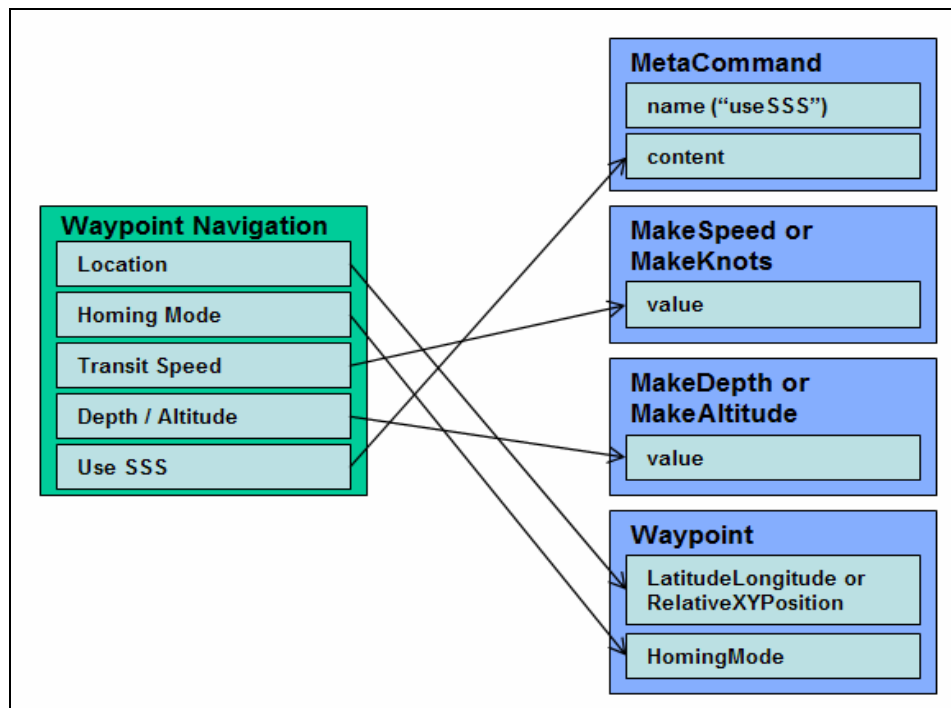 Waypoint Navigation
Location
Homing Mode
Transit Speed
Depth / Altitude
Use SSS
MetaCommand
name (“useSSS”)
content
MakeSpeed or
MakeKnots
value
MakeDepth or
MakeAltitude
value
Waypoint
LatitudeLongitude or
RelativeXYPosition
HomingMode